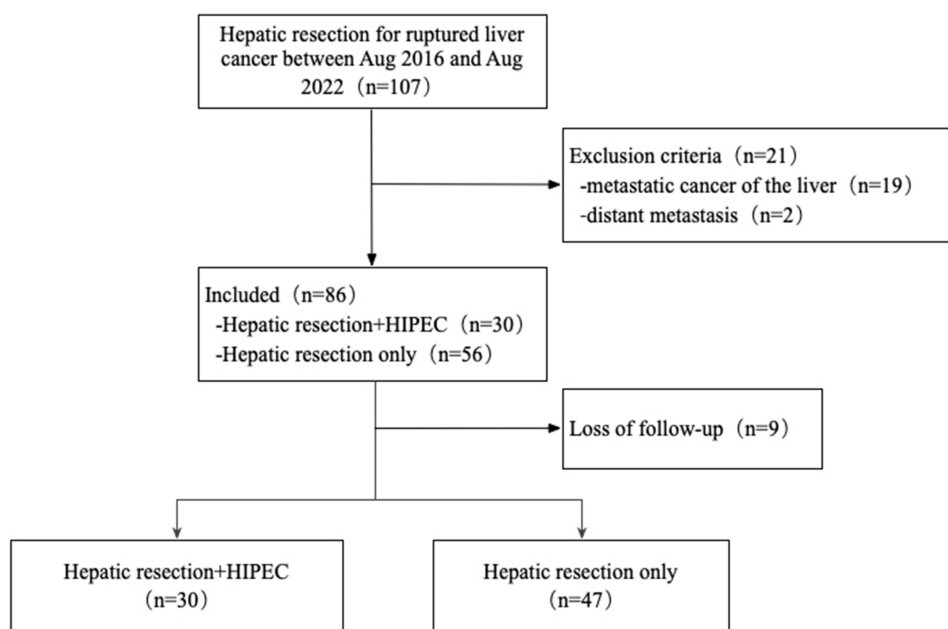 Hepatic resection for ruptured liver
cancer between Aug 2016 and Aug
2022（n=107）
Exclusion criteria（n=21）
-metastatic cancer of the liver（n=19）
-distant metastasis（n=2）
Included（n=86）
-Hepatic resection+HIPEC（n=30）
-Hepatic resection only（n=56）
Loss of follow-up（n=9）
Hepatic resection+HIPEC
(n=30)
Hepatic resection only
(n=47)